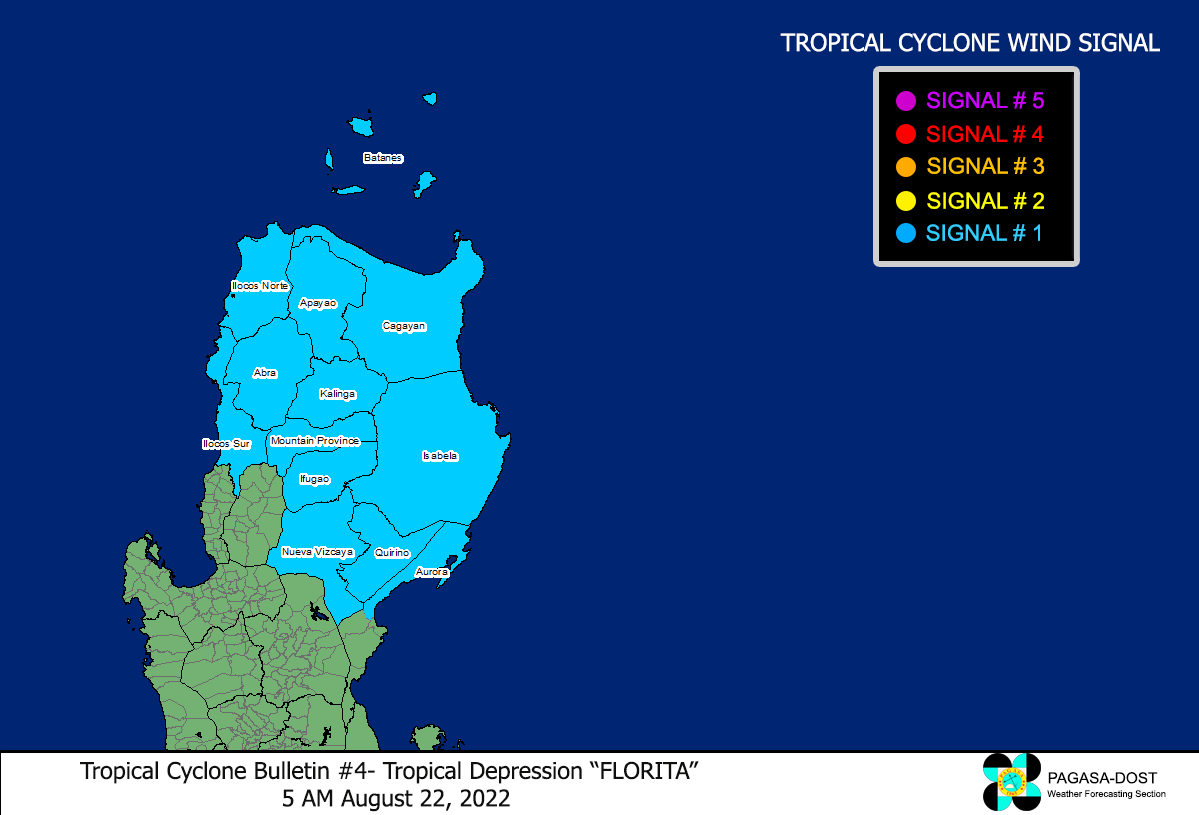 TROPICAL CYCLONE WIND SIGNAL
SIGNAL # 5
SIGNAL # 4
SIGNAL # 3
SIGNAL # 2
SIGNAL # 1
Batanes
Ilocos Norte
Apayao
Cagayan
Abra
Kalinga
Ilocos Sur
Mountain Province
Isabela
Ifugao
Nueva Vizcaya
Quirino
Aurora
Tropical Cyclone Bulletin #4- Tropical Depression “FLORITA”
5 AM August 22, 2022
PAGASA-DOST
Weather Forecasting Section